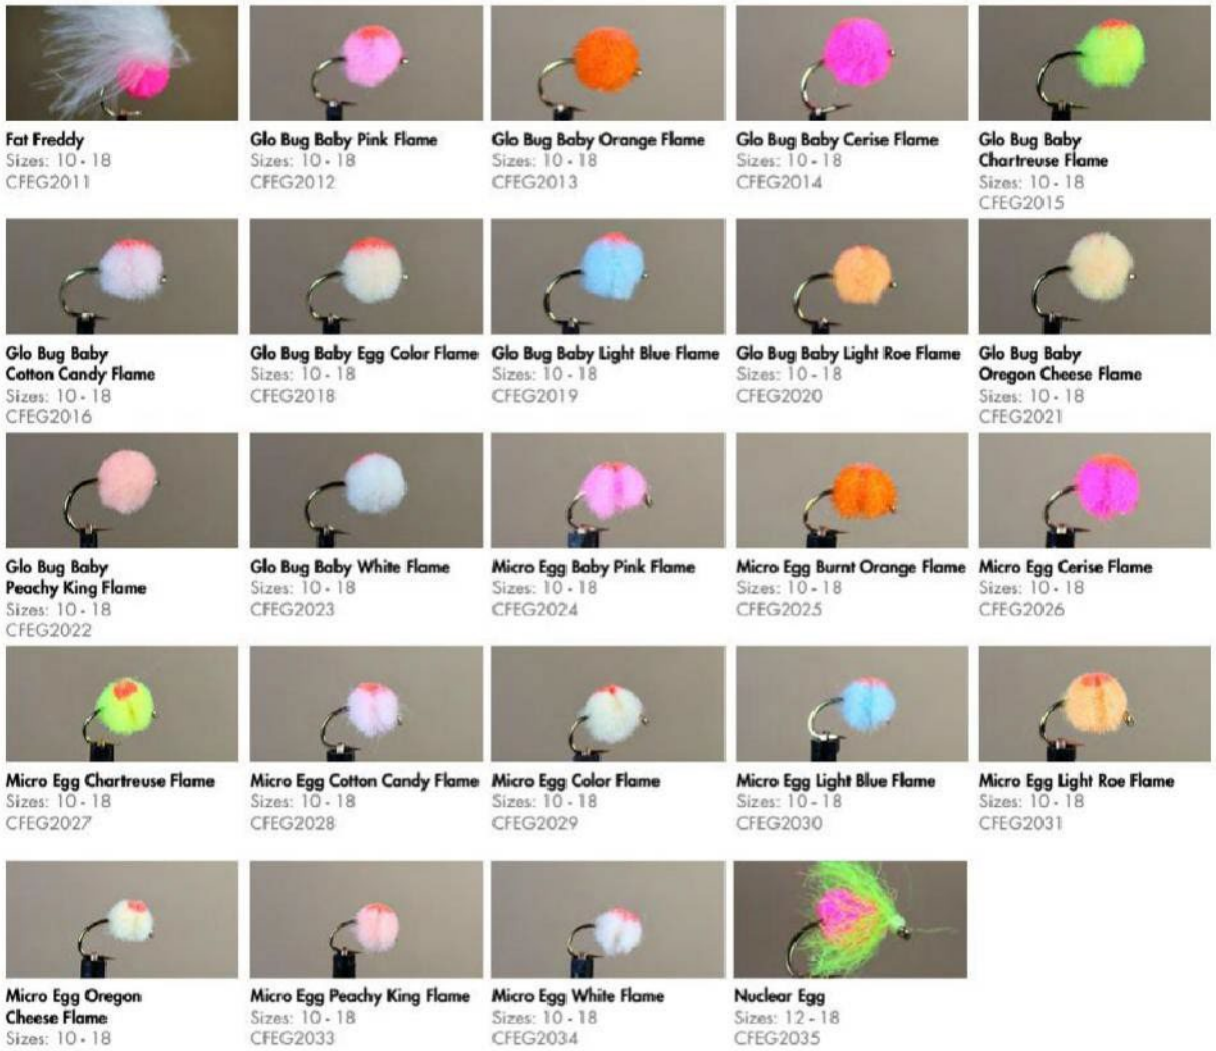 Fat Freddy
Sizes: 10 - 18
CFEG2011
Glo Bug Baby Pink Flame
Sizes: 10 - 18
CFEG2012
Glo Bug Baby Orange Flame
Sizes: 10 - 18
CFEG2013
Glo Bug Baby Cerise Flame
Sizes: 10 - 18
CFEG2014
Glo Bug Baby
Chartreuse Flame
Sizes: 10 - 18
CFEG2015
Glo Bug Baby
Cotton Candy Flame
Sizes: 10 - 18
CFEG2016
Glo Bug Baby Egg Color Flame
Sizes: 10 - 18
CFEG2018
Glo Bug Baby Light Blue Flame
Sizes: 10 - 18
CFEG2019
Glo Bug Baby Light Roe Flame
Sizes: 10 - 18
CFEG2020
Glo Bug Baby
Oregon Cheese Flame
Sizes: 10 - 18
CFEG2021
Glo Bug Baby
Peachy King Flame
Sizes: 10 - 18
CFEG2022
Glo Bug Baby White Flame
Sizes: 10 - 18
CFEG2023
Micro Egg Baby Pink Flame
Sizes: 10 - 18
CFEG2024
Micro Egg Burnt Orange Flame
Sizes: 10 - 18
CFEG2025
Micro Egg Cerise Flame
Sizes: 10 - 18
CFEG2026
Micro Egg Chartreuse Flame
Sizes: 10 - 18
CFEG2027
Micro Egg Cotton Candy Flame
Sizes: 10 - 18
CFEG2028
Micro Egg Color Flame
Sizes: 10 - 18
CFEG2029
Micro Egg Light Blue Flame
Sizes: 10 - 18
CFEG2030
Micro Egg Light Roe Flame
Sizes: 10 - 18
CFEG2031
Micro Egg Oregon
Cheese Flame
Sizes: 10 - 18
Micro Egg Peachy King Flame
Sizes: 10 - 18
CFEG2033
Micro Egg White Flame
Sizes: 10 - 18
CFEG2034
Nuclear Egg
Sizes: 12 - 18
CFEG2035